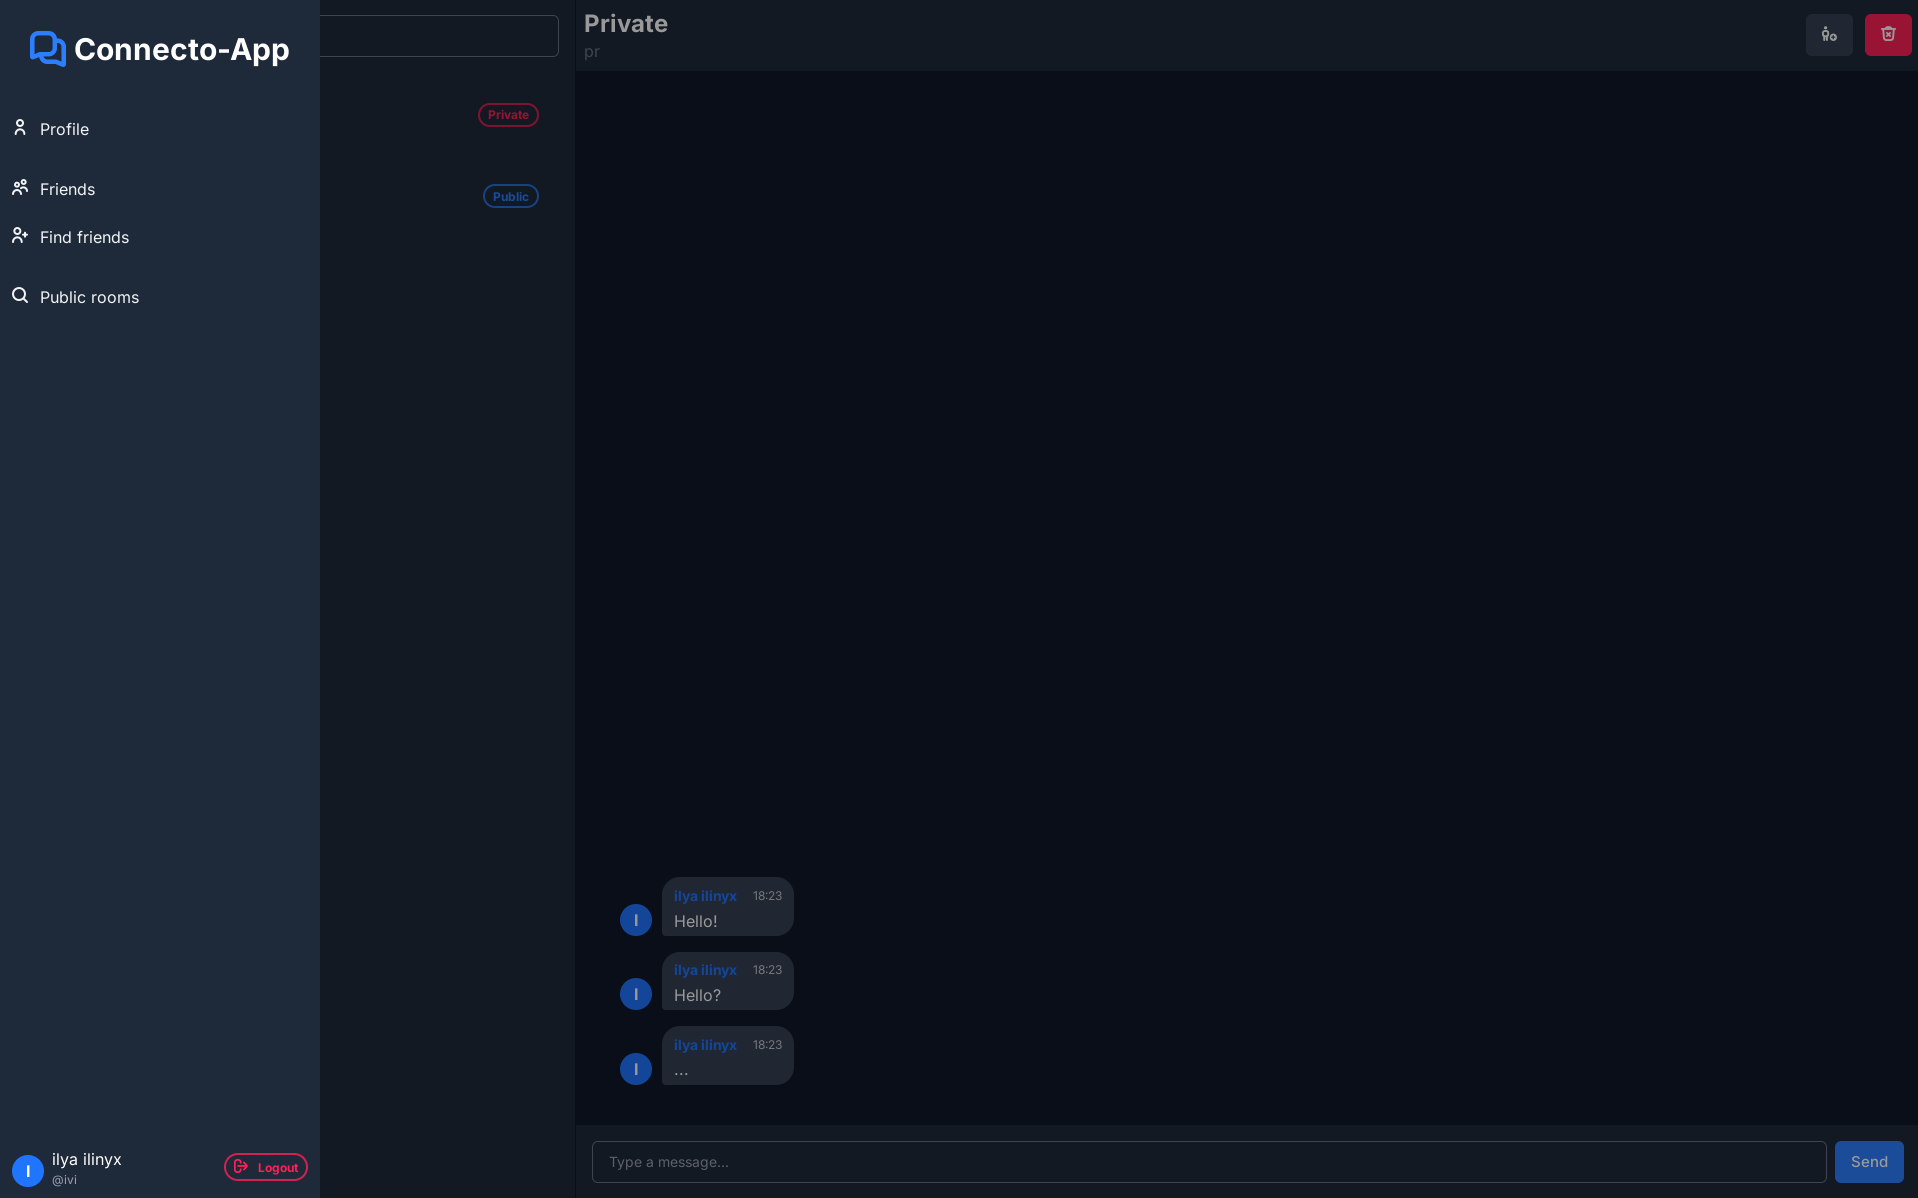 Connecto-App
Profile
Friends
Find friends
Public rooms
ilya ilinyx
@ivi
I
Logout
Private
Public
Private
pr
ilya ilinyx 18:23
Hello!
I
ilya ilinyx 18:23
Hello?
I
ilya ilinyx 18:23
...
I
Type a message...
Send